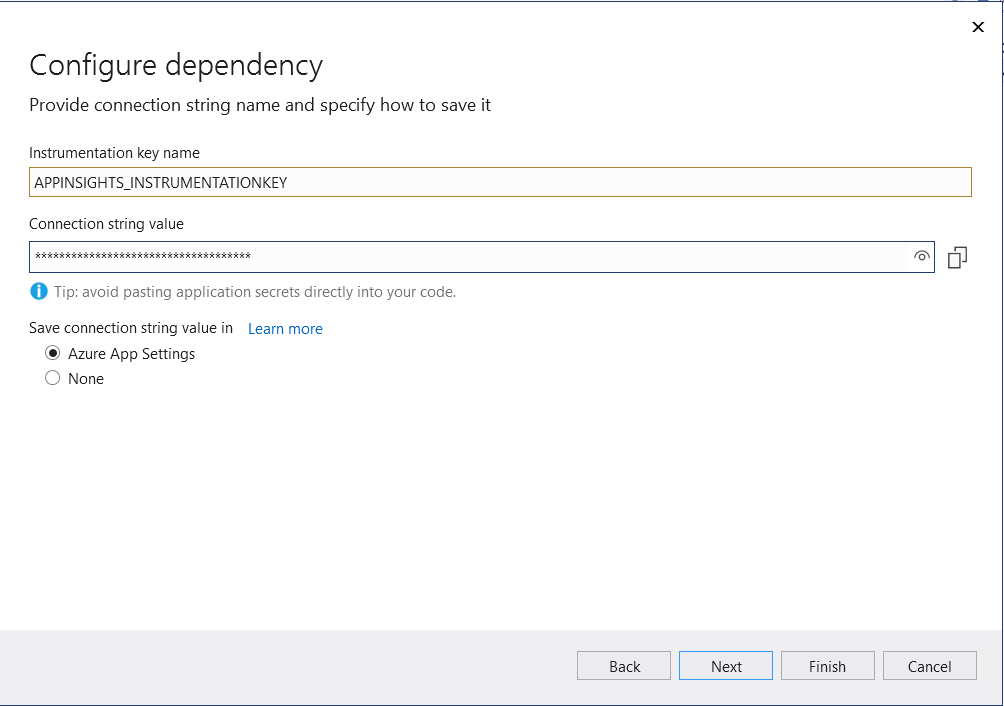 Configure dependency
Provide connection string name and specify how to save it
Instrumentation key name
APPINSIGHTS_INSTRUMENTATIONKEY
Connection string value
************************************
Tip: avoid pasting application secrets directly into your code.
Save connection string value in Learn more
Azure App Settings
None
Back Next Finish Cancel